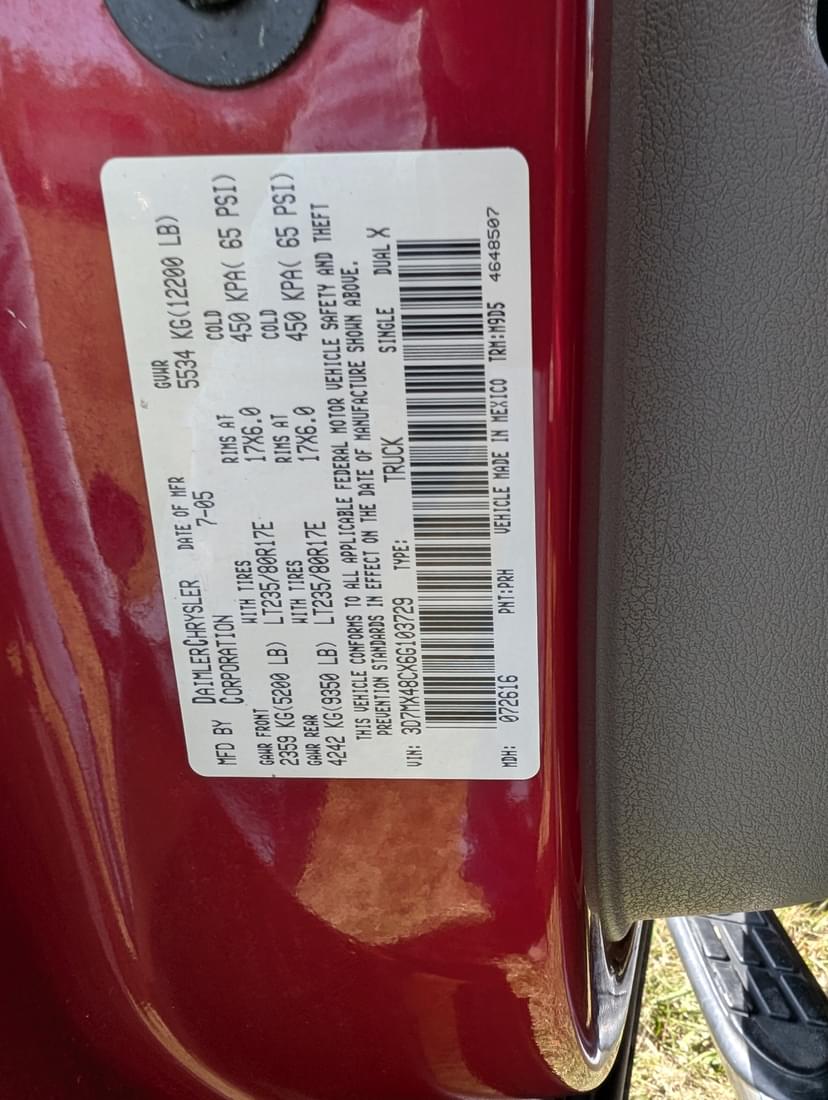 MFD BY DAIMLERCHRYSLER CORPORATION DATE OF MFR 7-05 GVWR 5534 KG(12200 LB)
GAWR FRONT WITH TIRES RIMS AT COLD
2359 KG(5200 LB) LT235/80R17E 17X6.0 450 KPA( 65 PSI)
GAWR REAR WITH TIRES RIMS AT COLD
4242 KG(9350 LB) LT235/80R17E 17X6.0 450 KPA( 65 PSI)
THIS VEHICLE CONFORMS TO ALL APPLICABLE FEDERAL MOTOR VEHICLE SAFETY AND THEFT
PREVENTION STANDARDS IN EFFECT ON THE DATE OF MANUFACTURE SHOWN ABOVE.
VIN: 3D7MX48CX6G103729 TYPE: TRUCK SINGLE DUAL X
MDH: 072616 PNT:PRH VEHICLE MADE IN MEXICO TRM:M9D5 4648507